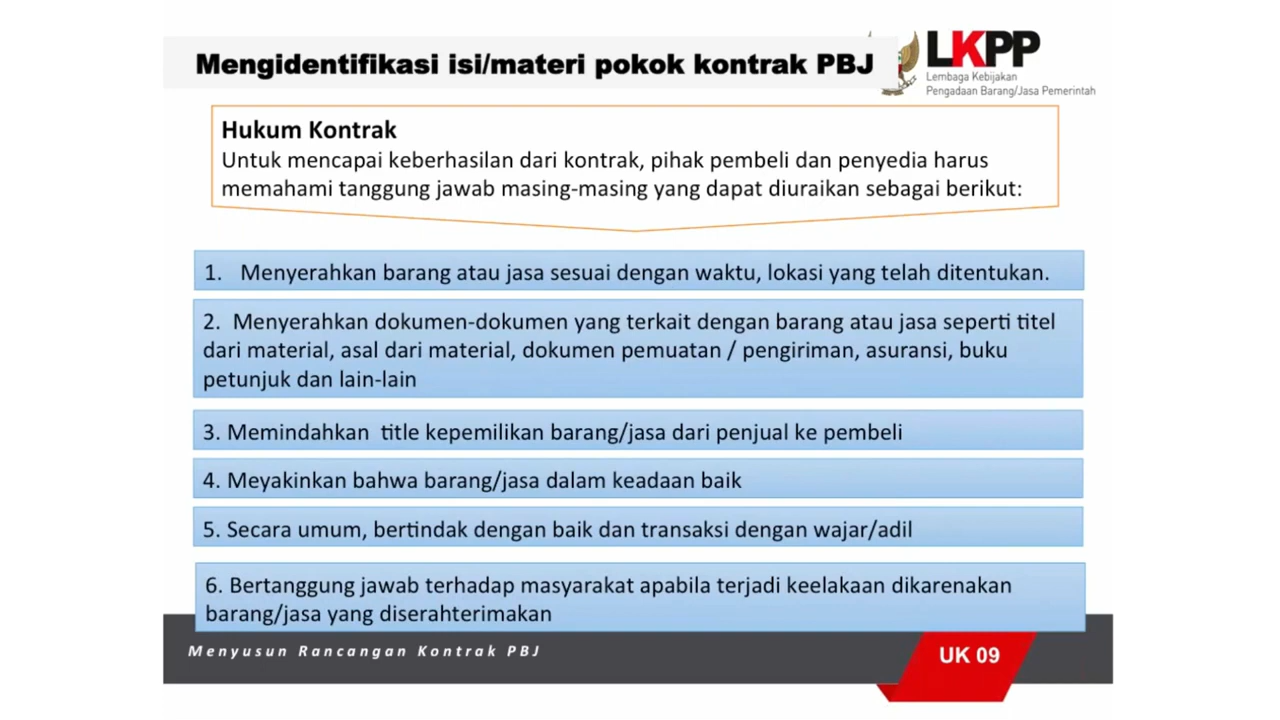 Mengidentifikasi isi/materi pokok kontrak PBJ
LKPP
Lembaga Kebijakan
Pengadaan Barang/Jasa Pemerintah
Hukum Kontrak
Untuk mencapai keberhasilan dari kontrak, pihak pembeli dan penyedia harus
memahami tanggung jawab masing-masing yang dapat diuraikan sebagai berikut:
1. Menyerahkan barang atau jasa sesuai dengan waktu, lokasi yang telah ditentukan.
2. Menyerahkan dokumen-dokumen yang terkait dengan barang atau jasa seperti titel
dari material, asal dari material, dokumen pemuatan / pengiriman, asuransi, buku
petunjuk dan lain-lain
3. Memindahkan title kepemilikan barang/jasa dari penjual ke pembeli
4. Meyakinkan bahwa barang/jasa dalam keadaan baik
5. Secara umum, bertindak dengan baik dan transaksi dengan wajar/adil
6. Bertanggung jawab terhadap masyarakat apabila terjadi keelakaan dikarenakan
barang/jasa yang diserahterimakan
Menyusun Rancangan Kontrak PBJ
UK 09